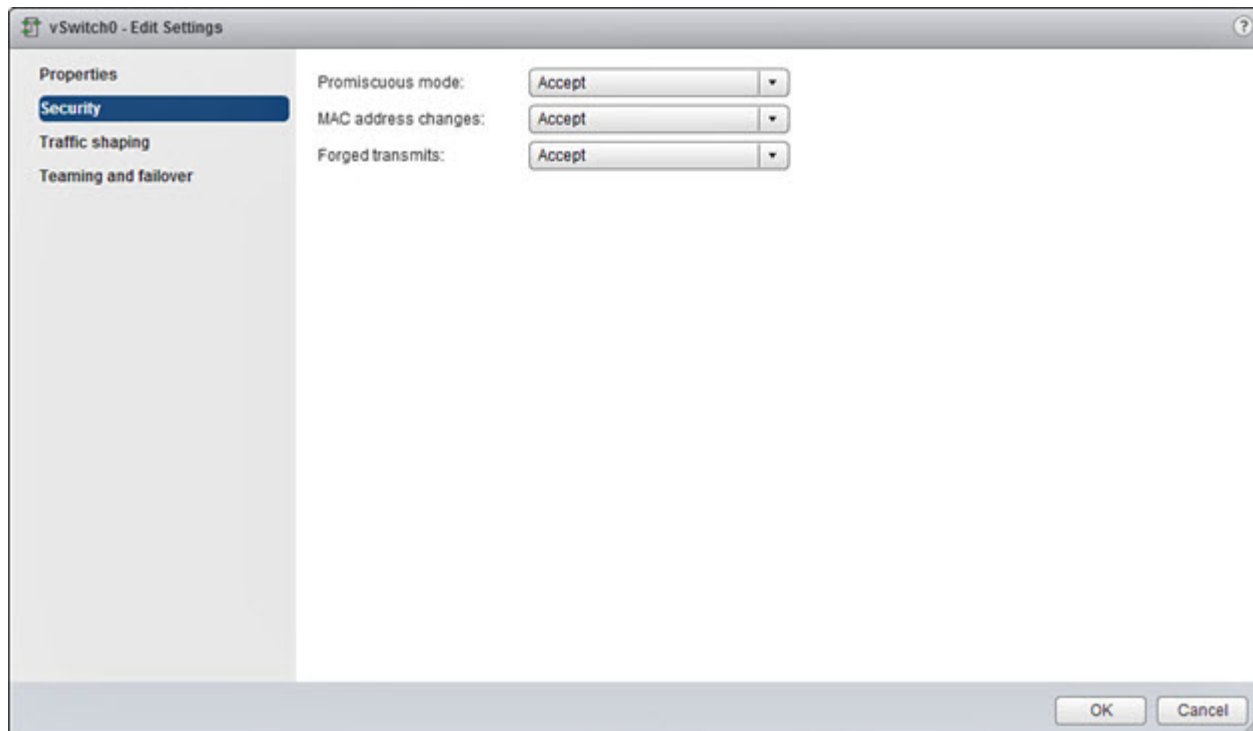 vSwitch0 - Edit Settings
?
Properties
Security
Traffic shaping
Teaming and failover
Promiscuous mode: Accept
MAC address changes: Accept
Forged transmits: Accept
OK Cancel